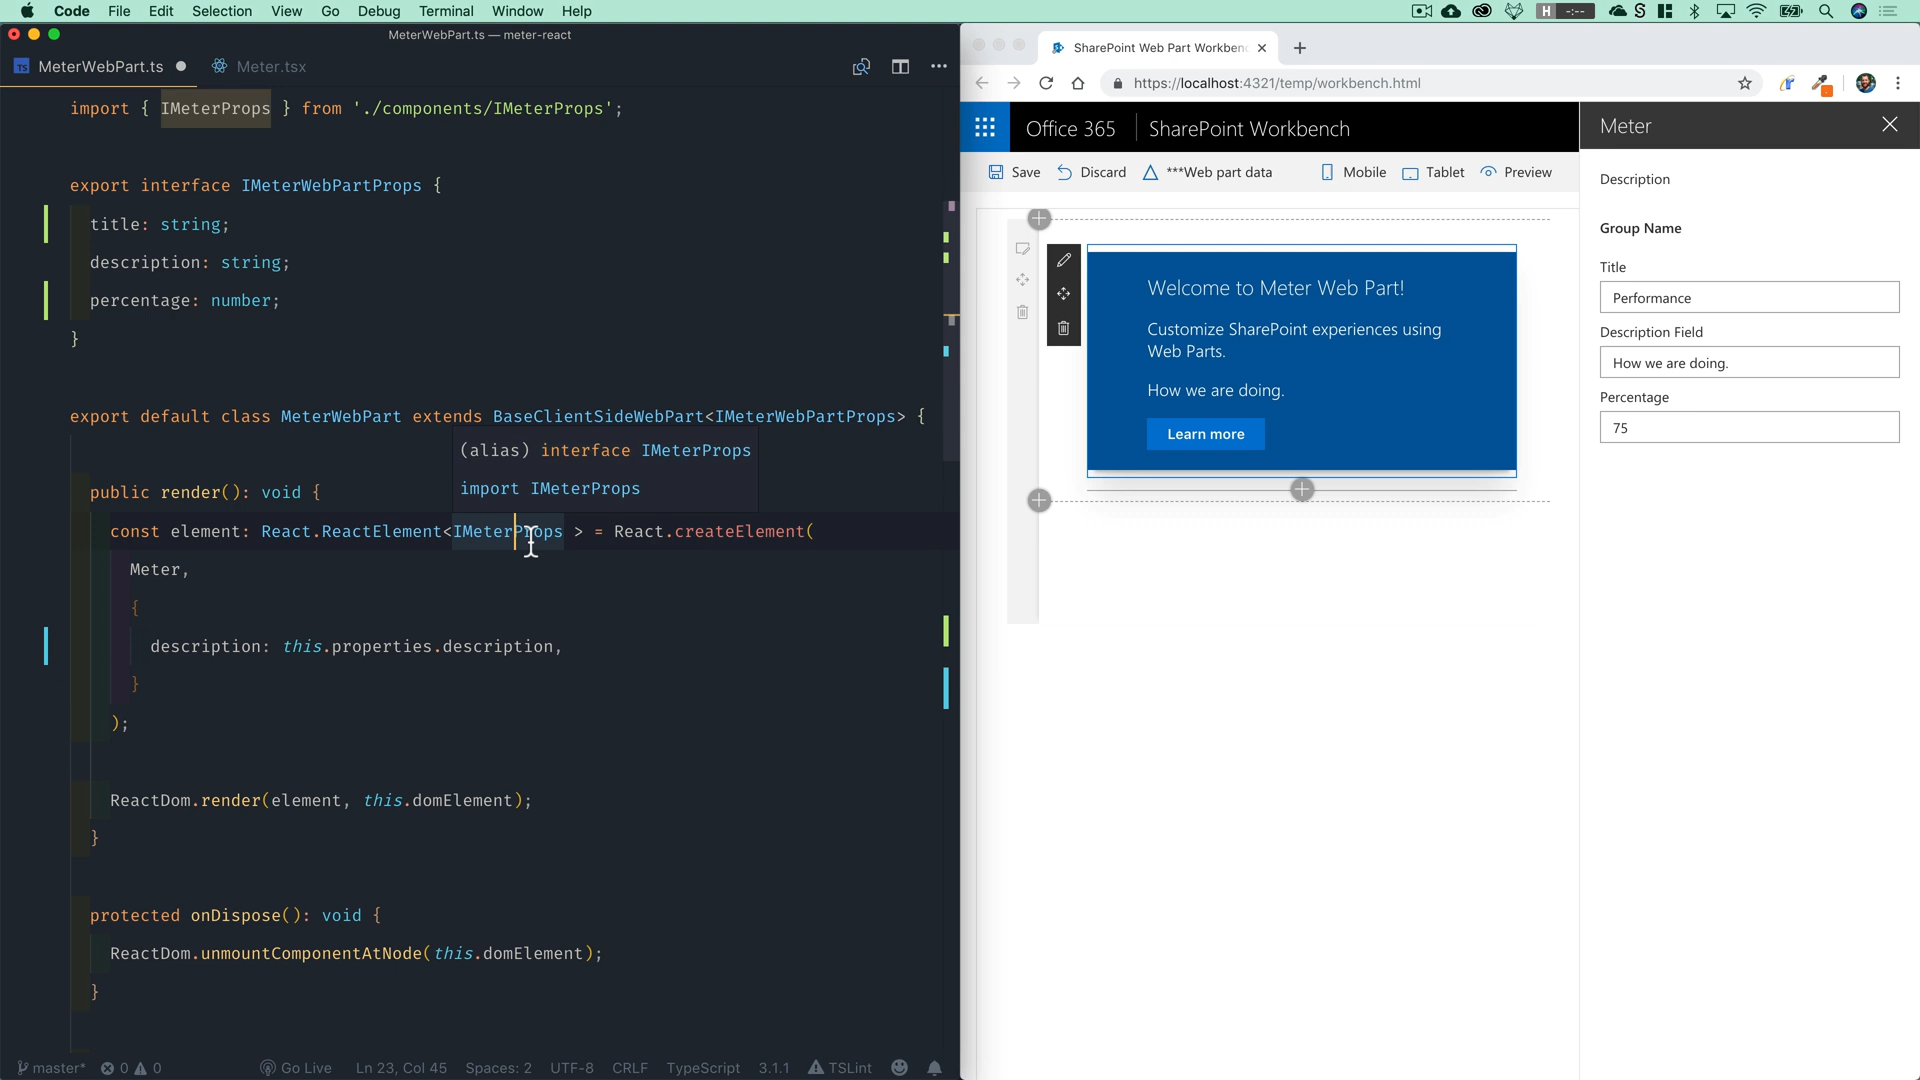 Code File Edit Selection View Go Debug Terminal Window Help
H -:--
MeterWebPart.ts — meter-react
TS MeterWebPart.ts
Meter.tsx
import { IMeterProps } from './components/IMeterProps';
export interface IMeterWebPartProps {
title: string;
description: string;
percentage: number;
}
export default class MeterWebPart extends BaseClientSideWebPart<IMeterWebPartProps> {
(alias) interface IMeterProps
import IMeterProps
public render(): void {
const element: React.ReactElement<IMeterProps > = React.createElement(
Meter,
{
description: this.properties.description,
}
);
ReactDom.render(element, this.domElement);
}
protected onDispose(): void {
ReactDom.unmountComponentAtNode(this.domElement);
}
master* 0 0 Go Live Ln 23, Col 45 Spaces: 2 UTF-8 CRLF TypeScript 3.1.1 TSLint
SharePoint Web Part Workben
https://localhost:4321/temp/workbench.html
Office 365 SharePoint Workbench
Save Discard ***Web part data Mobile Tablet Preview
Welcome to Meter Web Part!
Customize SharePoint experiences using
Web Parts.
How we are doing.
Learn more
Meter
Description
Group Name
Title
Performance
Description Field
How we are doing.
Percentage
75